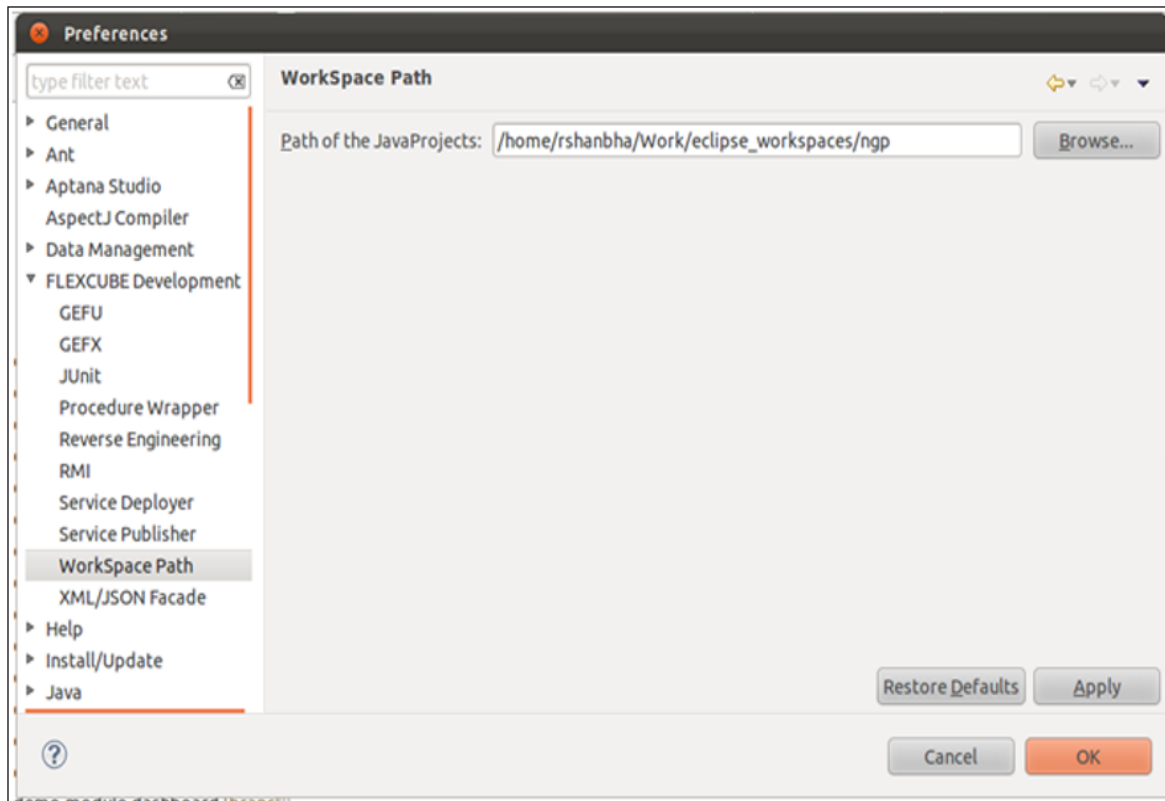 Preferences
type filter text
General
Ant
Aptana Studio
AspectJ Compiler
Data Management
FLEXCUBE Development
GEFU
GEFX
JUnit
Procedure Wrapper
Reverse Engineering
RMI
Service Deployer
Service Publisher
WorkSpace Path
XML/JSON Facade
Help
Install/Update
Java
WorkSpace Path
Path of the JavaProjects: /home/rshanbha/Work/eclipse_workspaces/ngp Browse...
Restore Defaults Apply
Cancel OK